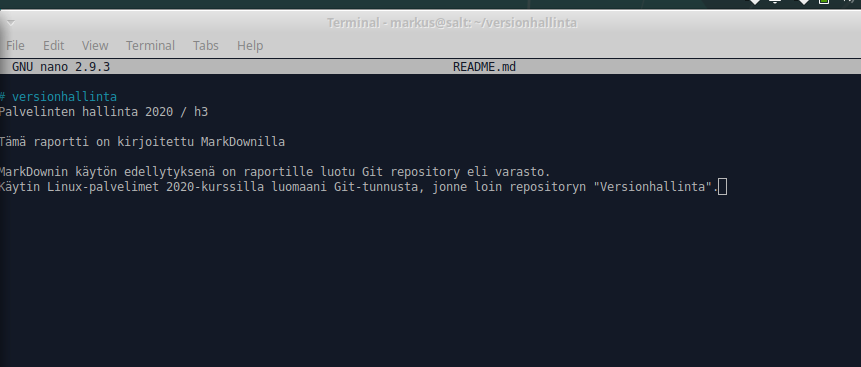 Terminal - markus@salt: ~/versionhallinta
File Edit View Terminal Tabs Help
GNU nano 2.9.3 README.md
# versionhallinta
Palvelinten hallinta 2020 / h3
Tämä raportti on kirjoitettu MarkDownilla
MarkDownin käytön edellytyksenä on raportille luotu Git repository eli varasto.
Käytin Linux-palvelimet 2020-kurssilla luomaani Git-tunnusta, jonne loin repositoryn "Versionhallinta".